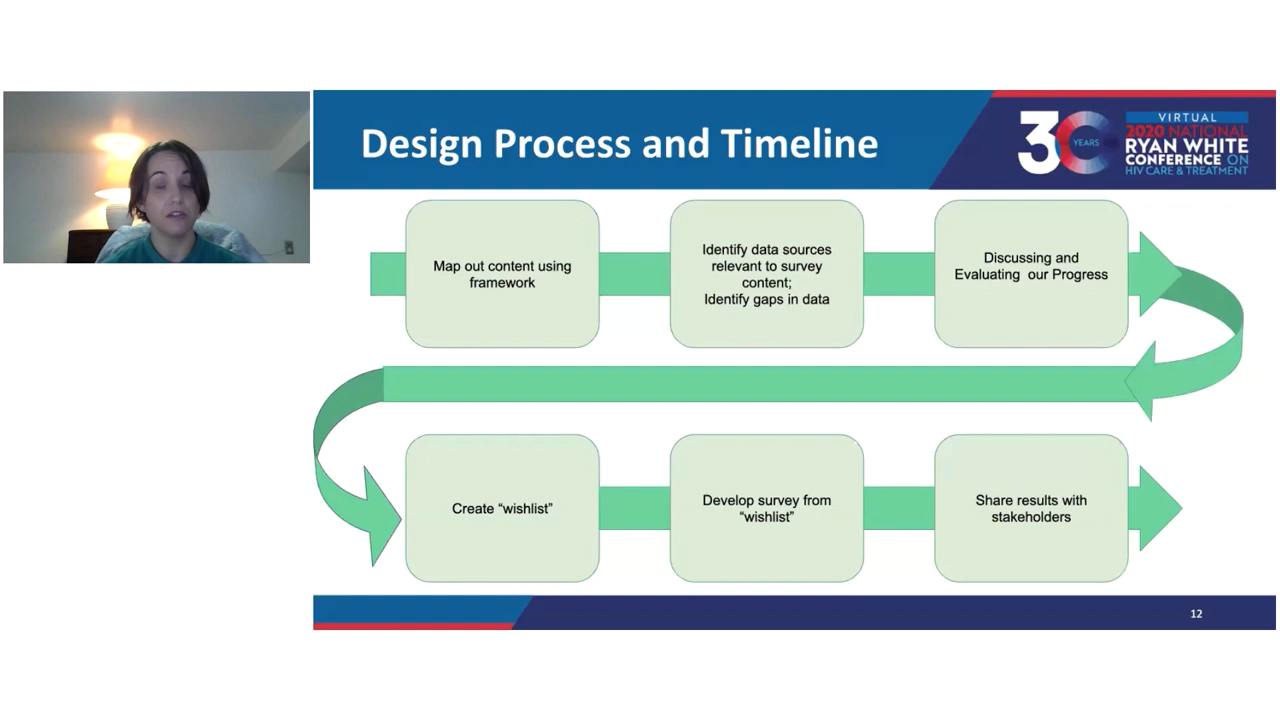 Design Process and Timeline
30 YEARS
VIRTUAL
2020 NATIONAL
RYAN WHITE
CONFERENCE ON
HIV CARE & TREATMENT
Map out content using
framework
Identify data sources
relevant to survey
content;
Identify gaps in data
Discussing and
Evaluating our Progress
Create “wishlist”
Develop survey from
“wishlist”
Share results with
stakeholders
12